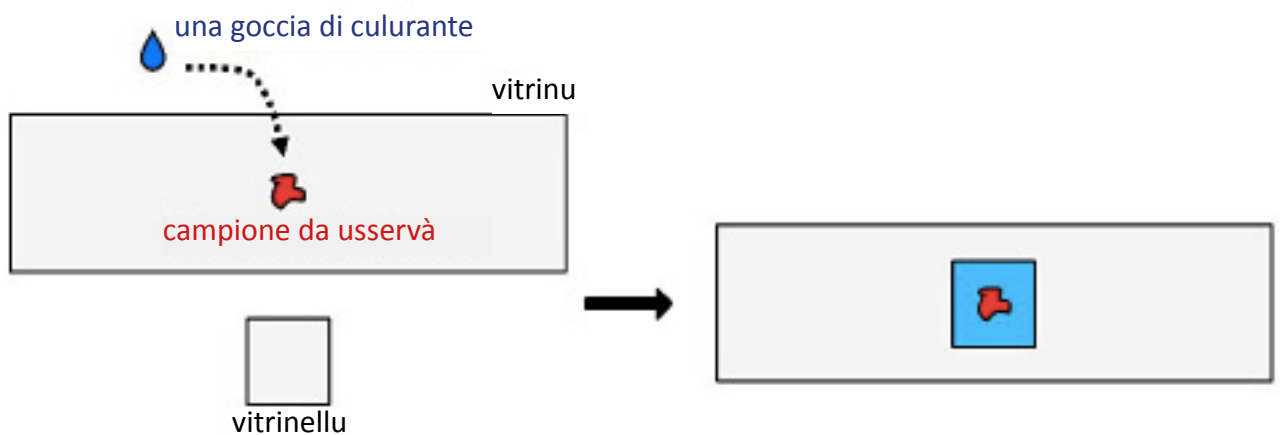 una goccia di culurante
vitrinu
campione da usservà
vitrinellu